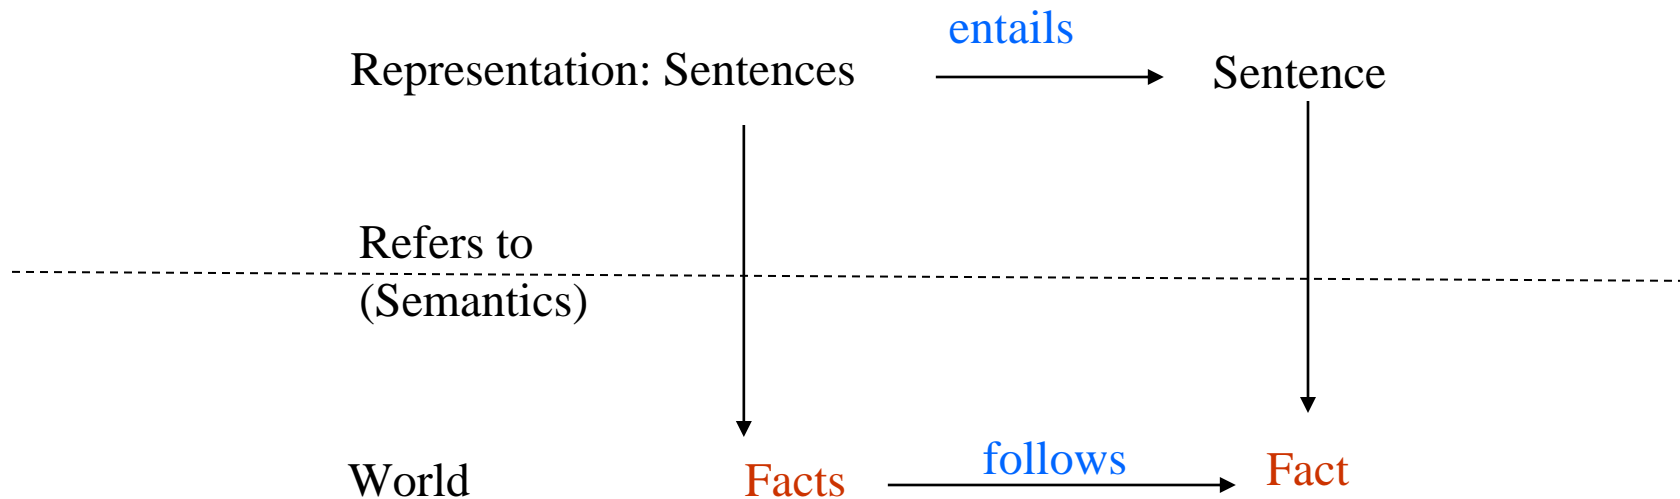 entails
Representation: Sentences
Sentence
Refers to
(Semantics)
follows
World
Facts
Fact